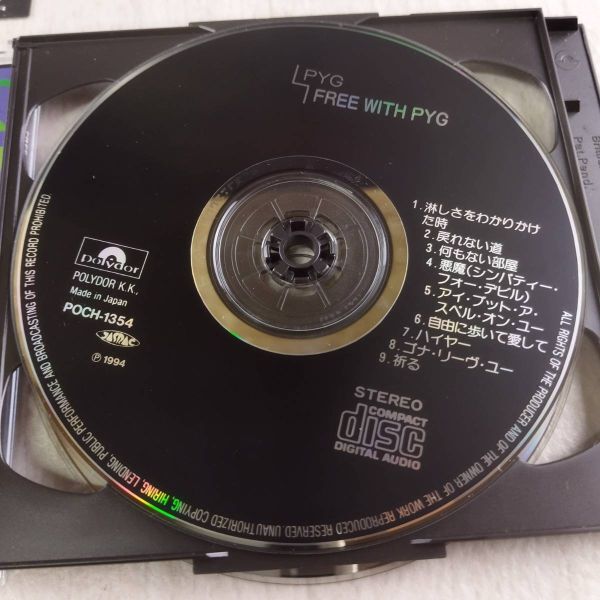 PYG
FREE WITH PYG
polydor
POLYDOR K.K.,
Made in Japan
POCH-1354
JASRAC
Ⓟ 1994
1.淋しさをわかりかけ
た時
2.戻れない道
3.何もない部屋
4.悪魔(シンパティー・
フォー・デビル)
5.アイ・プット・ア・
スペル・オン・ユー
6.自由に歩いて愛して
7.ハイヤー
8.ゴナ・リーヴ・ユー
9.祈る
STEREO
COMPACT
disc
DIGITAL AUDIO
ALL RIGHTS OF THE PRODUCER AND OF THE OWNER OF THE WORK REPRODUCED RESERVED. UNAUTHORIZED COPYING, HIRING, LENDING, PUBLIC PERFORMANCE AND BROADCASTING OF THIS RECORD PROHIBITED